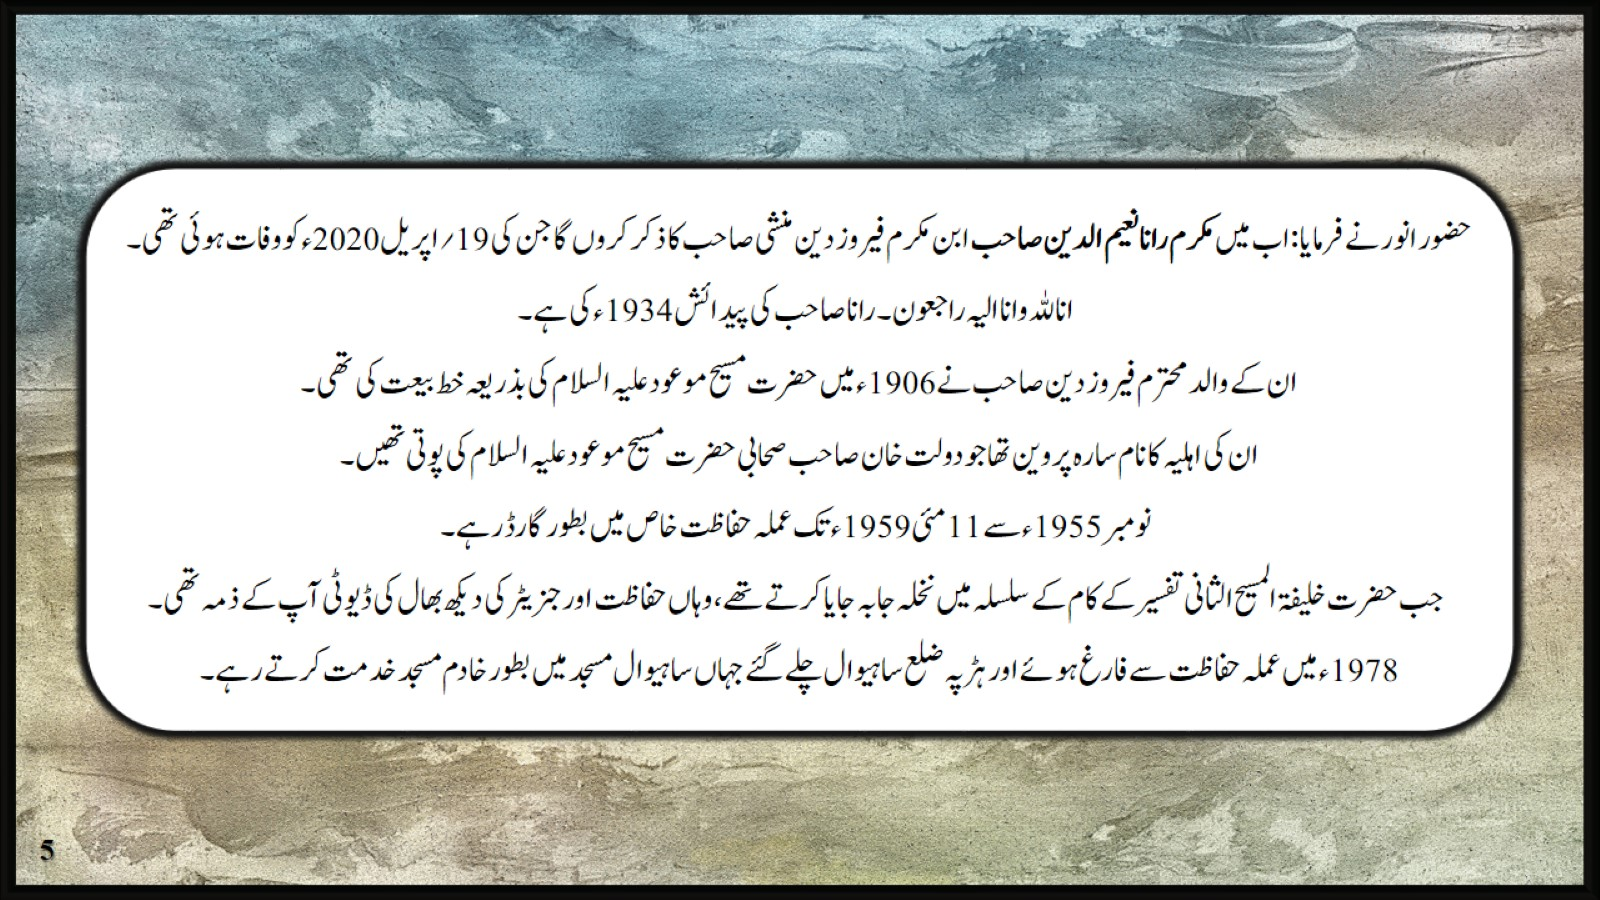 حضور انور نے فرمایا: اب میں مکرم رانا نعیم الدین صاحب ابن مکرم فیروز دین منشی صاحب کا ذکر کروں گا جن کی 19؍اپریل 2020ء کو وفات ہوئی تھی۔
اناللہ وانا الیہ راجعون۔ رانا صاحب کی پیدائش 1934ء کی ہے۔
ان کے والد محترم فیروز دین صاحب نے 1906ء میں حضرت مسیح موعود علیہ السلام کی بذریعہ خط بیعت کی تھی۔
ان کی اہلیہ کا نام سارہ پروین تھا جو دولت خان صاحب صحابی حضرت مسیح موعود علیہ السلام کی پوتی تھیں۔
نومبر 1955ء سے 11 مئی 1959ء تک عملہ حفاظت خاص میں بطور گارڈ رہے۔
جب حضرت خلیفۃ المسیح الثانی تفسیر کے کام کے سلسلہ میں نخلہ جابہ جایا کرتے تھے، وہاں حفاظت اور جنریٹر کی دیکھ بھال کی ڈیوٹی آپ کے ذمہ تھی۔
1978ء میں عملہ حفاظت سے فارغ ہوئے اور ہڑپہ ضلع ساہیوال چلے گئے جہاں ساہیوال مسجد میں بطور خادم مسجد خدمت کرتے رہے۔
5